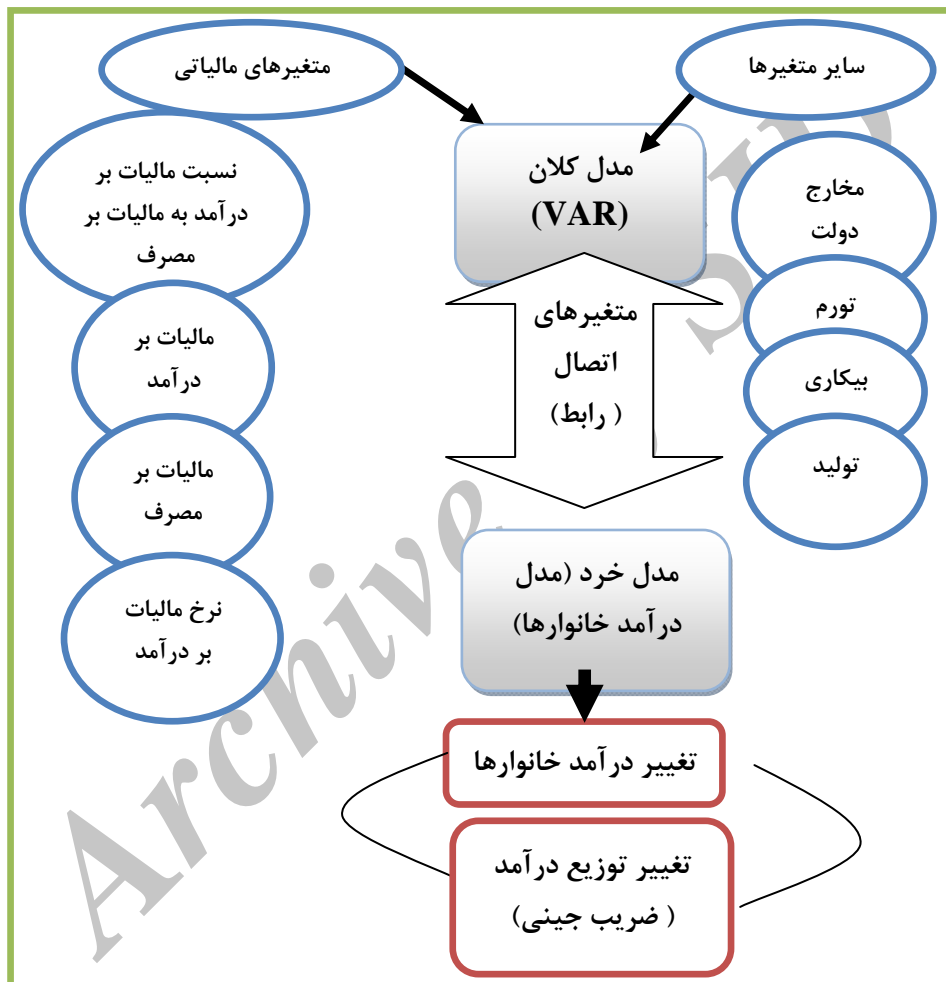 متغیرهای مالیاتی
سایر متغیرها
مدل کلان
(VAR)
نسبت مالیات بر
درآمد به مالیات بر
مصرف
مخارج
دولت
متغیرهای
اتصال
( رابط)
تورم
مالیات بر
درآمد
بیکاری
تولید
مالیات بر
مصرف
مدل خرد (مدل
درآمد خانوارها)
نرخ مالیات
بر درآمد
تغییر درآمد خانوارها
تغییر توزیع درآمد
( ضریب جینی)
Archive